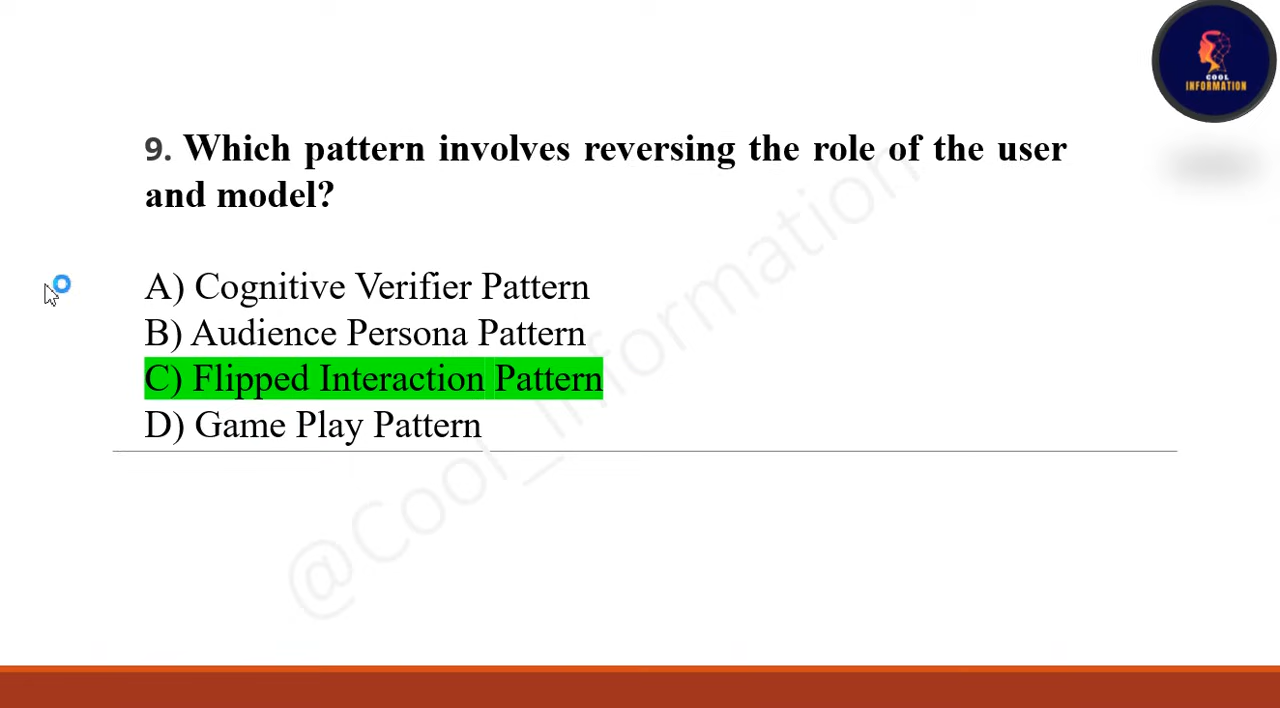 COOL
INFORMATION
9. Which pattern involves reversing the role of the user
and model?
A) Cognitive Verifier Pattern
B) Audience Persona Pattern
C) Flipped Interaction Pattern
D) Game Play Pattern
@Cool_Information